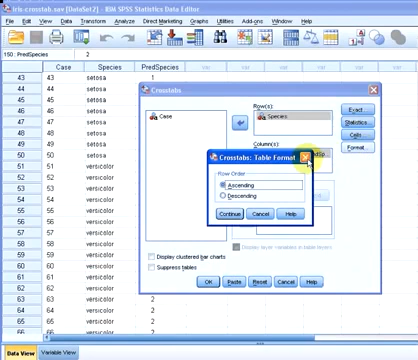 iris-crosstab.sav [DataSet2] - IBM SPSS Statistics Data Editor
File Edit View Data Transform Analyze Direct Marketing Graphs Utilities Add-ons Window Help
150 : PredSpecies 2
Case Species PredSpecies var var var var var
43 43 setosa 1
44 44 setosa
45 45 setosa
46 46 setosa
47 47 setosa
48 48 setosa
49 49 setosa
50 50 setosa
51 51 versicolor
52 52 versicolor
53 53 versicolor
54 54 versicolor
55 55 versicolor
56 56 versicolor
57 57 versicolor
58 58 versicolor
59 59 versicolor
60 60 versicolor
61 61 versicolor
62 62 versicolor
63 63 versicolor
64 64 versicolor 2
65 65 versicolor 2
66 66 versicolor 2
Crosstabs
Case
Row(s):
Species
Column(s):
Exact...
Statistics...
Cells...
Format...
Crosstabs: Table Format
Row Order
Ascending
Descending
Continue Cancel Help
Display layer variables in table layers
Display clustered bar charts
Suppress tables
OK Paste Reset Cancel Help
Data View Variable View